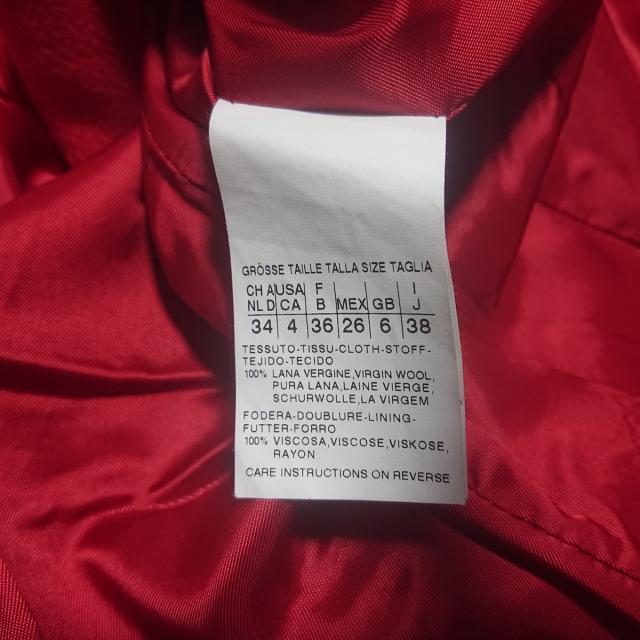 GRÖSSE TAILLE TALLA SIZE TAGLIA
CH A USA F I
NL D CA B MEX GB J
34 4 36 26 6 38
TESSUTO-TISSU-CLOTH-STOFF-
TEJIDO-TECIDO
100% LANA VERGINE,VIRGIN WOOL,
PURA LANA,LAINE VIERGE,
SCHURWOLLE,LA VIRGEM
FODERA-DOUBLURE-LINING-
FUTTER-FORRO
100% VISCOSA,VISCOSE,VISKOSE,
RAYON
CARE INSTRUCTIONS ON REVERSE